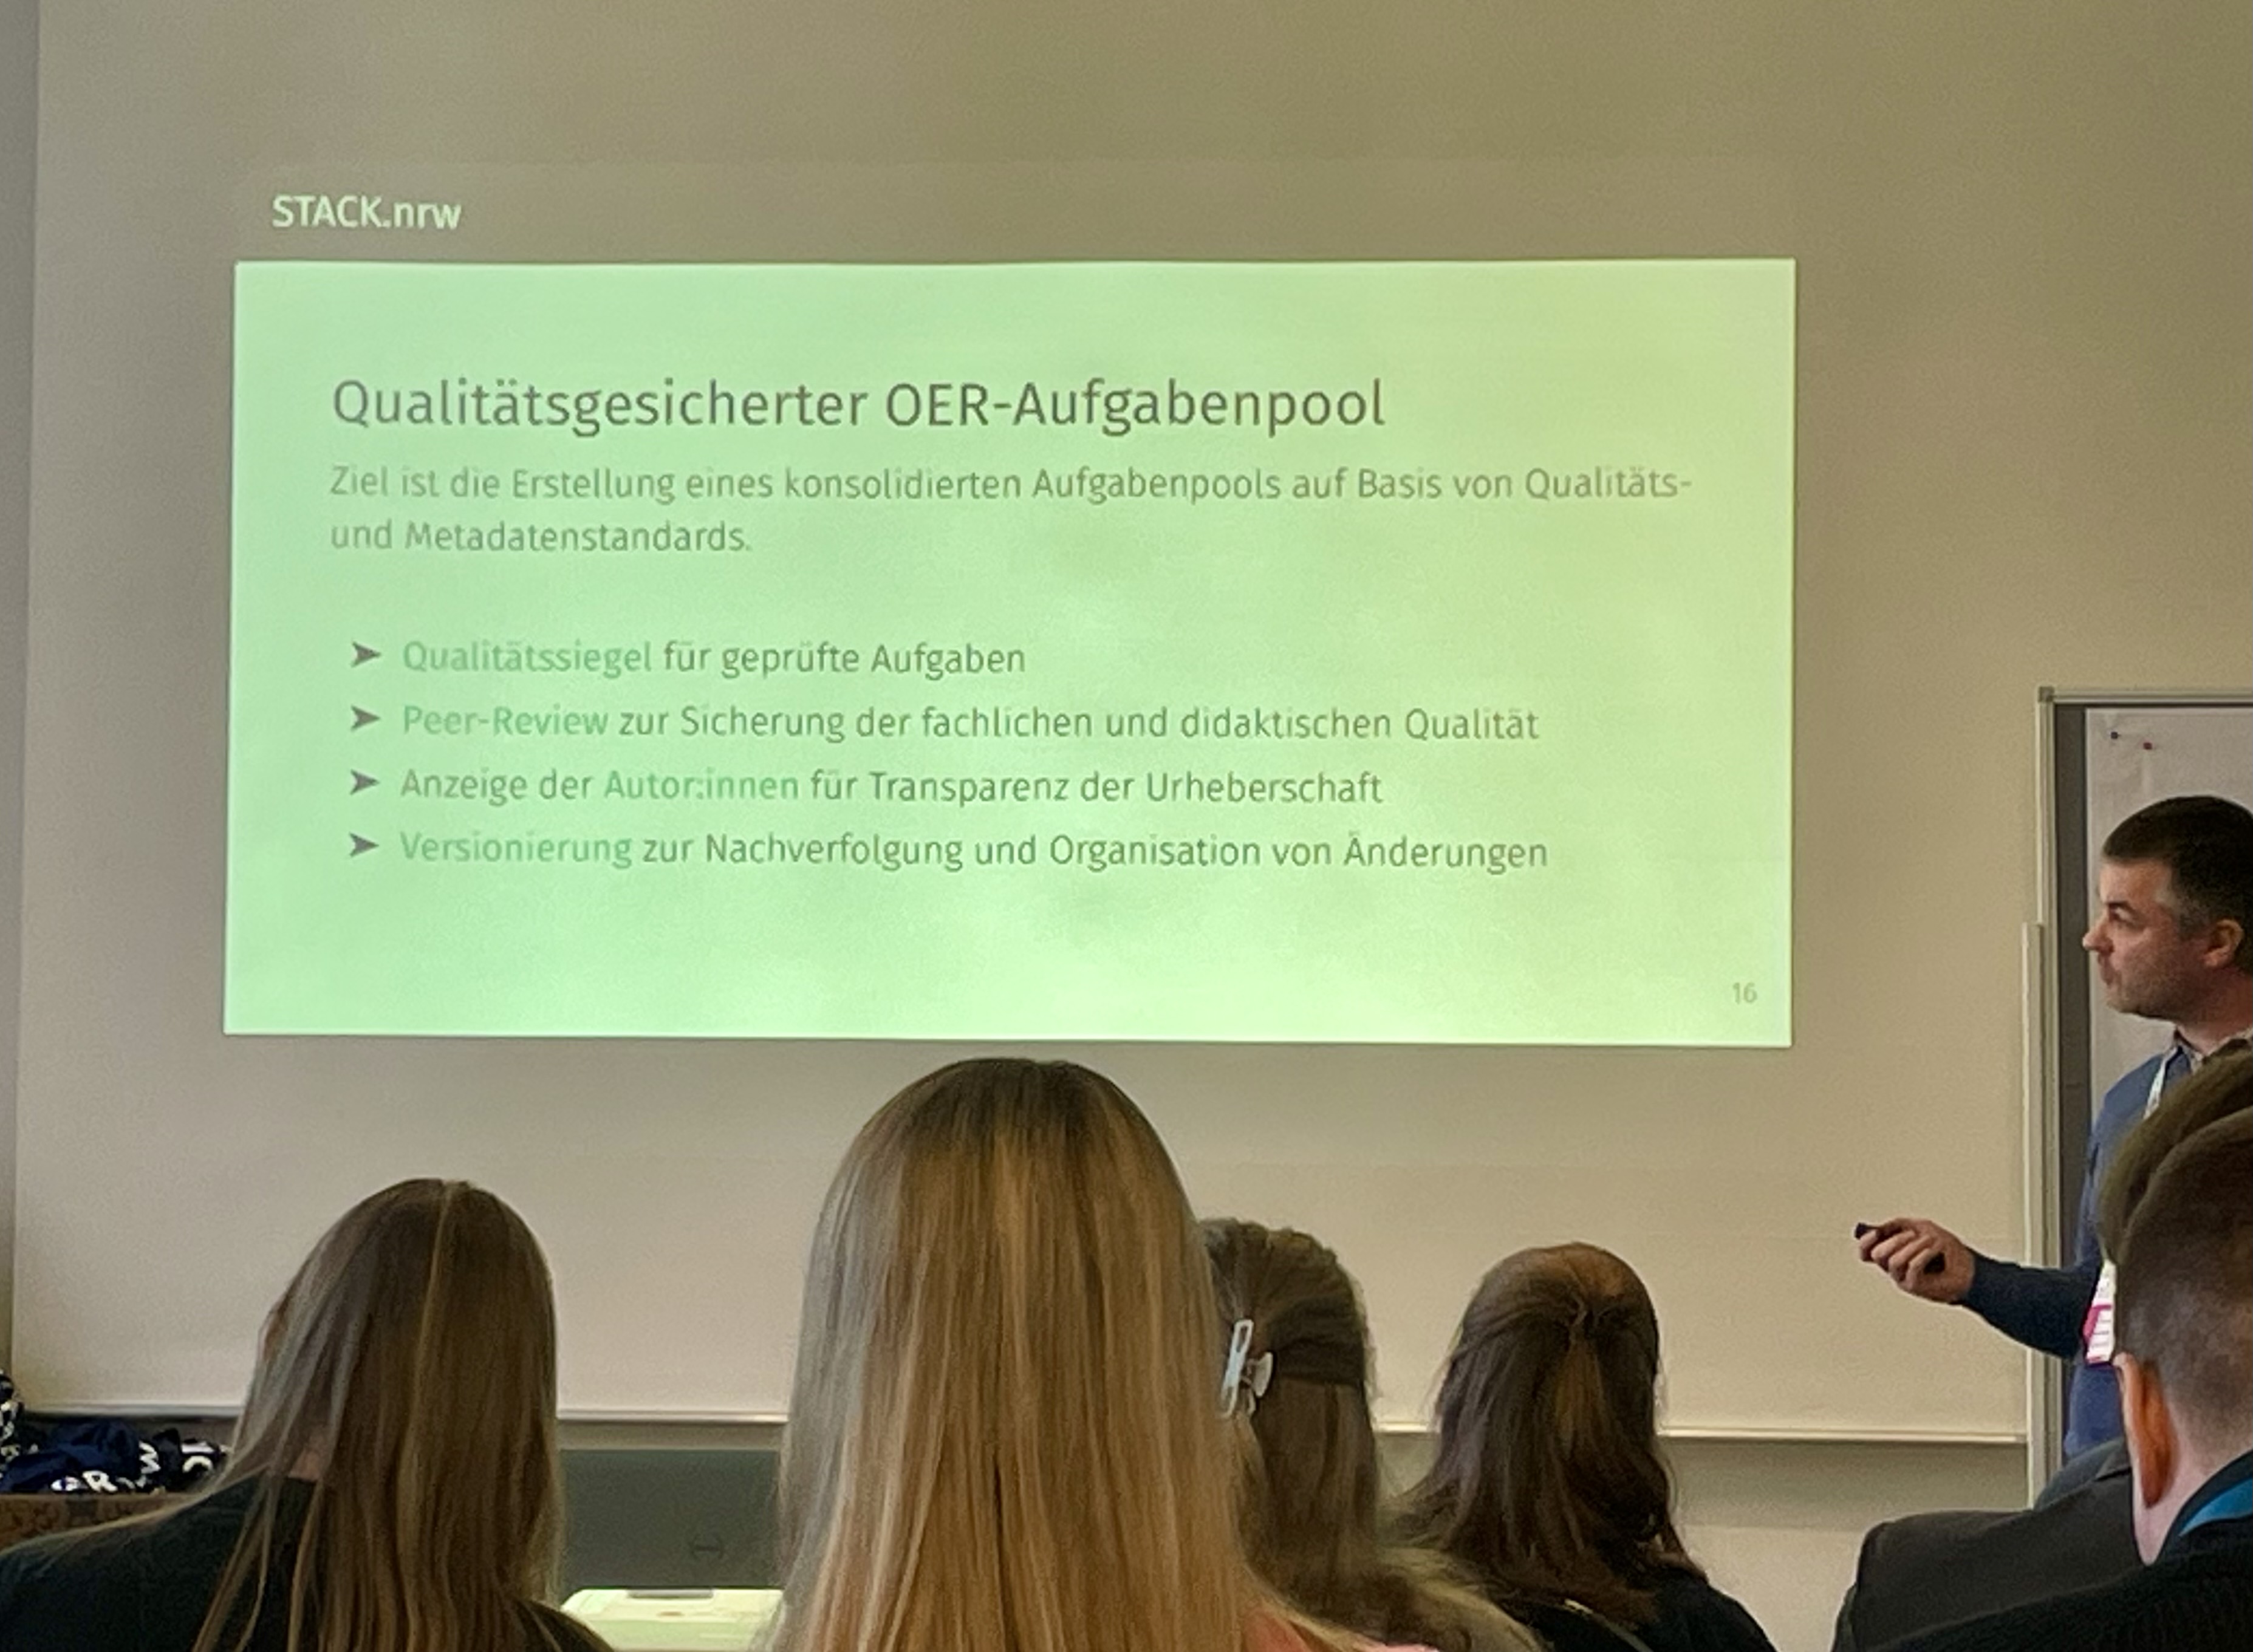 STACK.nrw
Qualitätsgesicherter OER-Aufgabenpool
Ziel ist die Erstellung eines konsolidierten Aufgabenpools auf Basis von Qualitäts-
und Metadatenstandards.
➤ Qualitätssiegel für geprüfte Aufgaben
➤ Peer-Review zur Sicherung der fachlichen und didaktischen Qualität
➤ Anzeige der Autor:innen für Transparenz der Urheberschaft
➤ Versionierung zur Nachverfolgung und Organisation von Änderungen
16